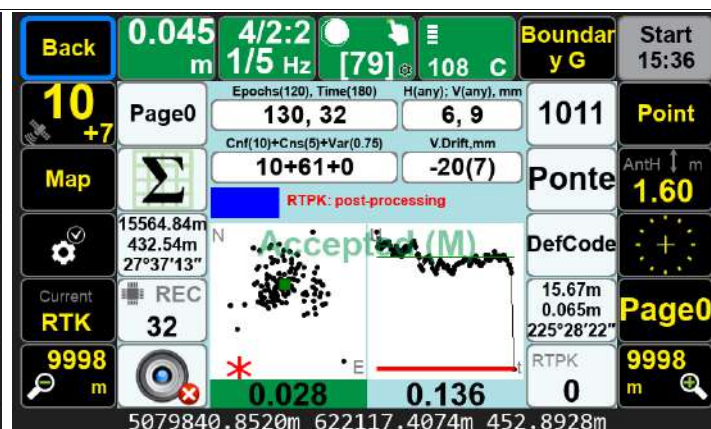 Back
0.045
m
4/2:2
1/5 Hz
[79]
108 C
Boundar
y G
Start
15:36
10
+7
Page0
Epochs(120), Time(180)
130, 32
H(any); V(any), mm
6, 9
1011
Point
Cnf(10)+Cns(5)+Var(0.75)
10+61+0
V.Drift,mm
-20(7)
Map
Σ
Ponte
AntH m
1.60
RTPK: post-processing
15564.84m
432.54m
27°37'13"
N
Accepted (M)
DefCode
Current
RTK
REC
32
15.67m
0.065m
225°28'22"
Page0
E
t
9998
m
0.028
0.136
RTPK
0
9998
m
5079840.8520m 622117.4074m 452.8928m